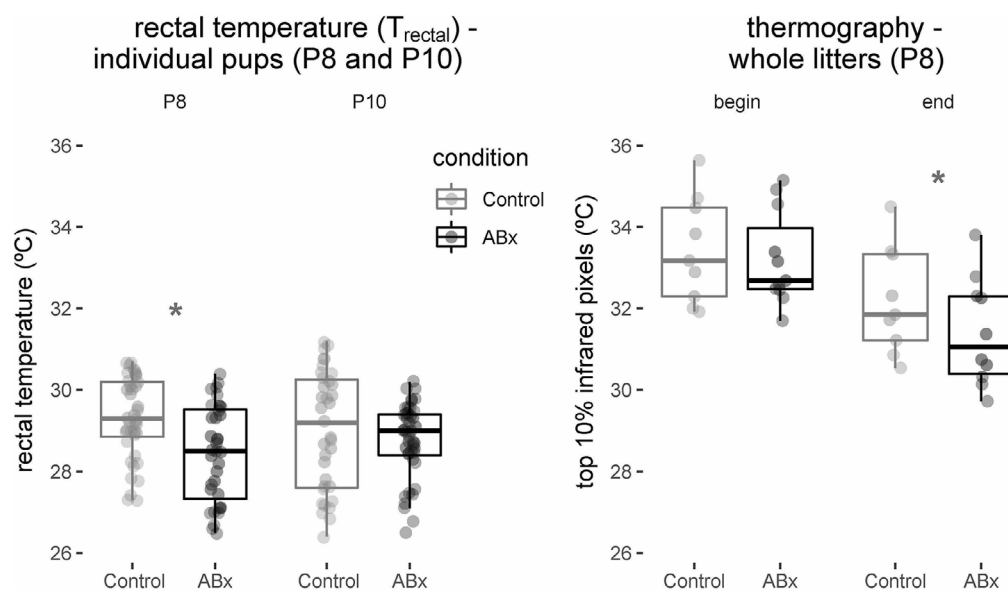 rectal temperature (Trectal) -
individual pups (P8 and P10)
P8
P10
rectal temperature (ºC)
36
34
32
30
28
26
*
Control
ABx
Control
ABx
condition
Control
ABx
thermography -
whole litters (P8)
begin
end
top 10% infrared pixels (ºC)
36
34
32
30
28
26
*
Control
ABx
Control
ABx